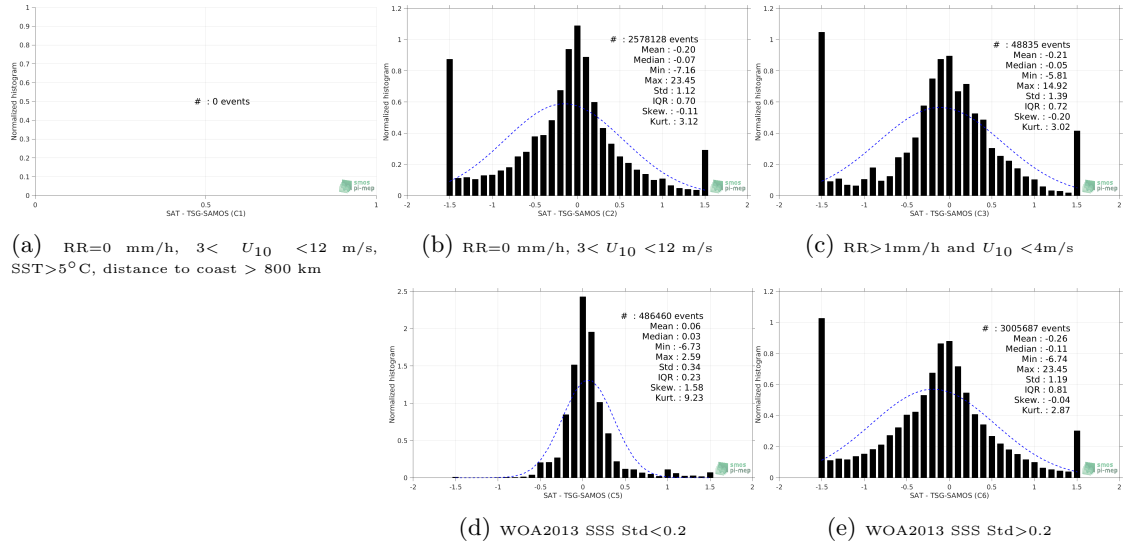 1
0.9
0.8
0.7
0.6
0.5
0.4
0.3
0.2
0.1
0
Normalized histogram
# : 0 events
smos
pi-mep
0 0.5 1
SAT - TSG-SAMOS (C1)
(a) RR=0 mm/h, 3< U10 <12 m/s,
SST>5°C, distance to coast > 800 km
1.2
1
0.8
0.6
0.4
0.2
0
Normalized histogram
# : 2578128 events
Mean : -0.20
Median : -0.07
Min : -7.16
Max : 23.45
Std : 1.12
IQR : 0.70
Skew. : -0.11
Kurt. : 3.12
smos
pi-mep
-2 -1.5 -1 -0.5 0 0.5 1 1.5 2
SAT - TSG-SAMOS (C2)
(b) RR=0 mm/h, 3< U10 <12 m/s
1.2
1
0.8
0.6
0.4
0.2
0
Normalized histogram
# : 48835 events
Mean : -0.21
Median : -0.05
Min : -5.81
Max : 14.92
Std : 1.39
IQR : 0.72
Skew. : -0.20
Kurt. : 3.02
smos
pi-mep
-2 -1.5 -1 -0.5 0 0.5 1 1.5 2
SAT - TSG-SAMOS (C3)
(c) RR>1mm/h and U10 <4m/s
2.5
2
1.5
1
0.5
0
Normalized histogram
# : 486460 events
Mean : 0.06
Median : 0.03
Min : -6.73
Max : 2.59
Std : 0.34
IQR : 0.23
Skew. : 1.58
Kurt. : 9.23
smos
pi-mep
-2 -1.5 -1 -0.5 0 0.5 1 1.5 2
SAT - TSG-SAMOS (C5)
(d) WOA2013 SSS Std<0.2
1.2
1
0.8
0.6
0.4
0.2
0
Normalized histogram
# : 3005687 events
Mean : -0.26
Median : -0.11
Min : -6.74
Max : 23.45
Std : 1.19
IQR : 0.81
Skew. : -0.04
Kurt. : 2.87
smos
pi-mep
-2 -1.5 -1 -0.5 0 0.5 1 1.5 2
SAT - TSG-SAMOS (C6)
(e) WOA2013 SSS Std>0.2